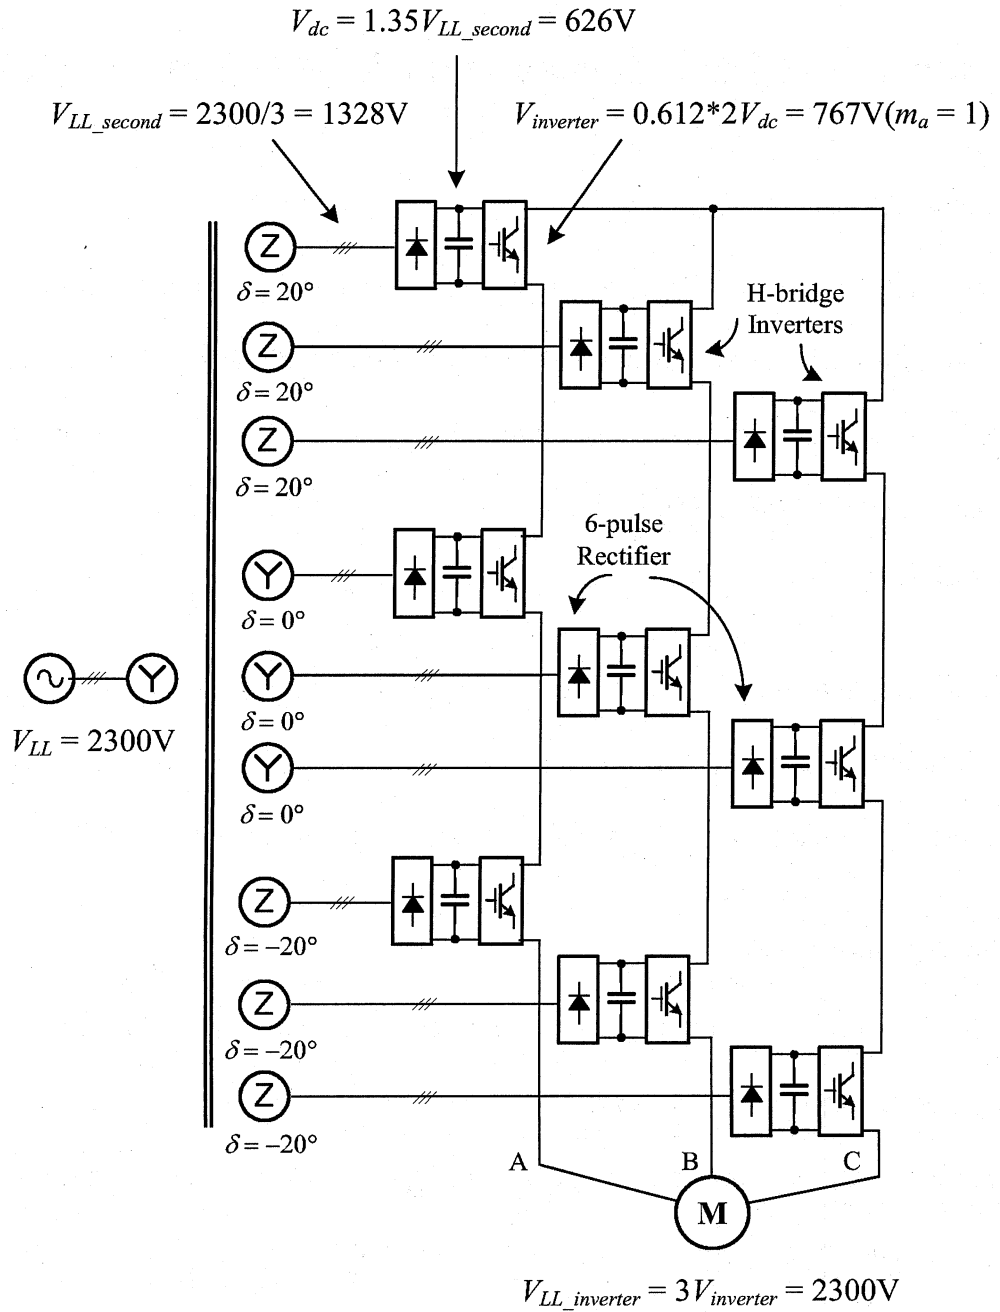 V_dc = 1.35V_LL_second = 626V
V_LL_second = 2300/3 = 1328V
V_inverter = 0.612*2V_dc = 767V(m_a = 1)
Z
δ = 20°
H-bridge
Inverters
Z
δ = 20°
Z
δ = 20°
6-pulse
Rectifier
Y
δ = 0°
Y
δ = 0°
Y
V_LL = 2300V
Y
δ = 0°
Z
δ = –20°
Z
δ = –20°
Z
δ = –20°
A
B
C
M
V_LL_inverter = 3V_inverter = 2300V